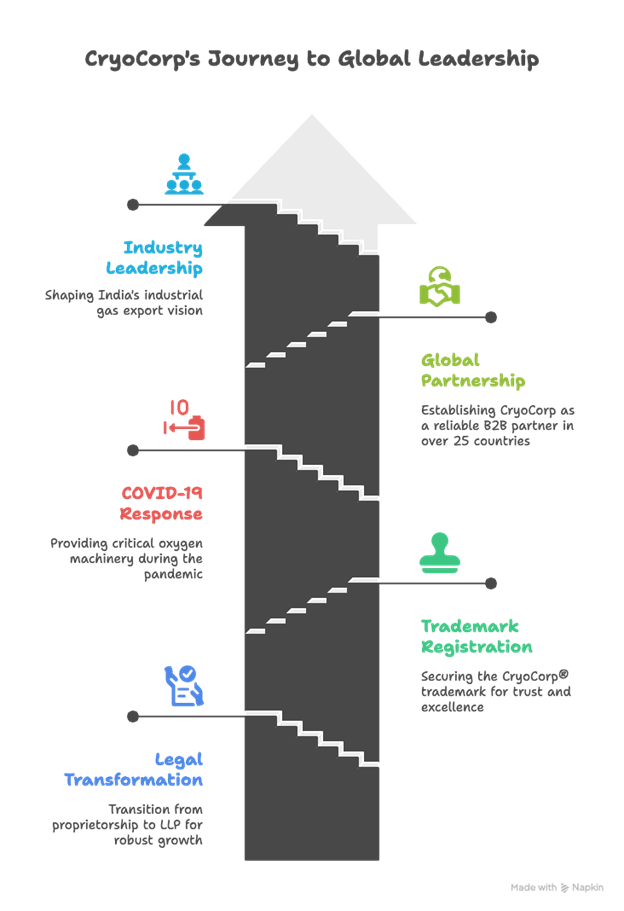 CryoCorp's Journey to Global Leadership
Industry
Leadership
Shaping India's industrial
gas export vision
Global
Partnership
Establishing CryoCorp as
a reliable B2B partner in
over 25 countries
10
COVID-19
Response
Providing critical oxygen
machinery during the
pandemic
Trademark
Registration
Securing the CryoCorp®
trademark for trust and
excellence
Legal
Transformation
Transition from
proprietorship to LLP for
robust growth
Made with Napkin